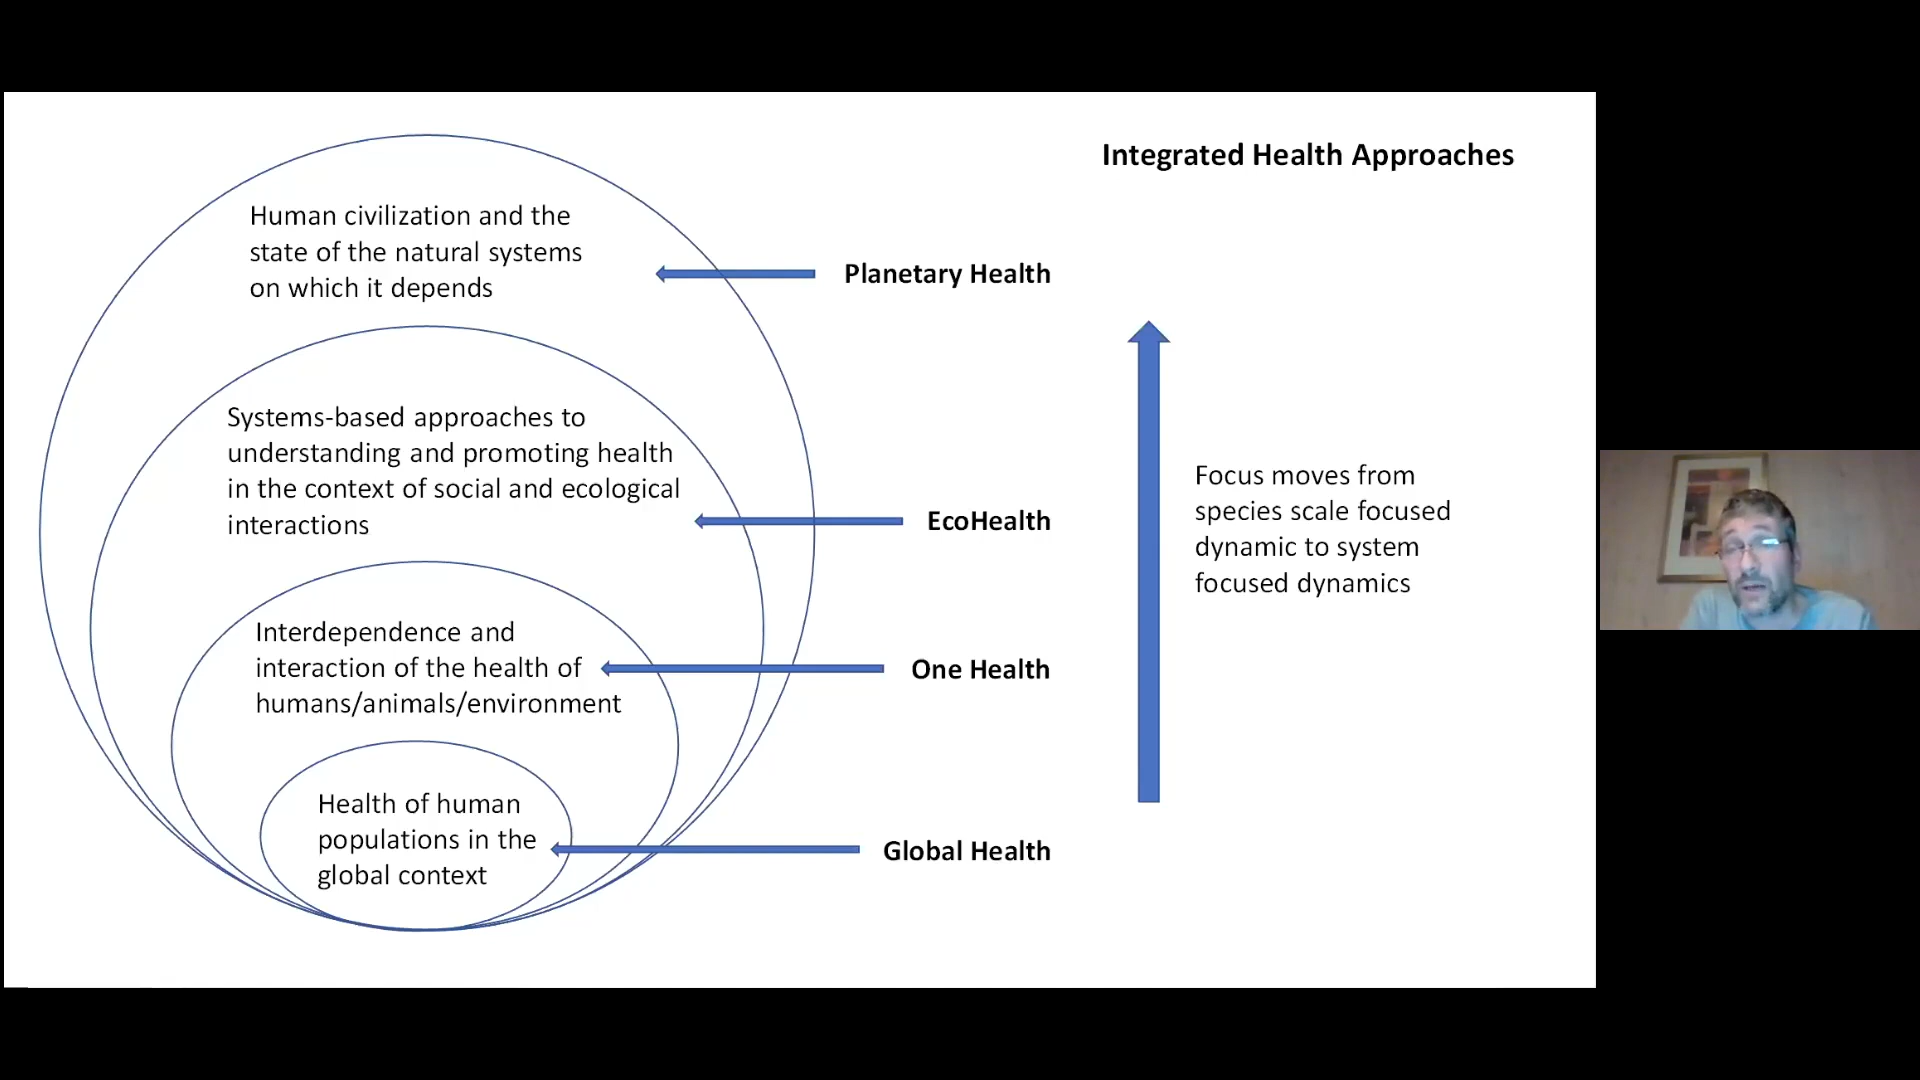 Integrated Health Approaches
Human civilization and the
state of the natural systems
on which it depends
Planetary Health
Systems-based approaches to
understanding and promoting health
in the context of social and ecological
interactions
EcoHealth
Focus moves from
species scale focused
dynamic to system
focused dynamics
Interdependence and
interaction of the health of
humans/animals/environment
One Health
Health of human
populations in the
global context
Global Health